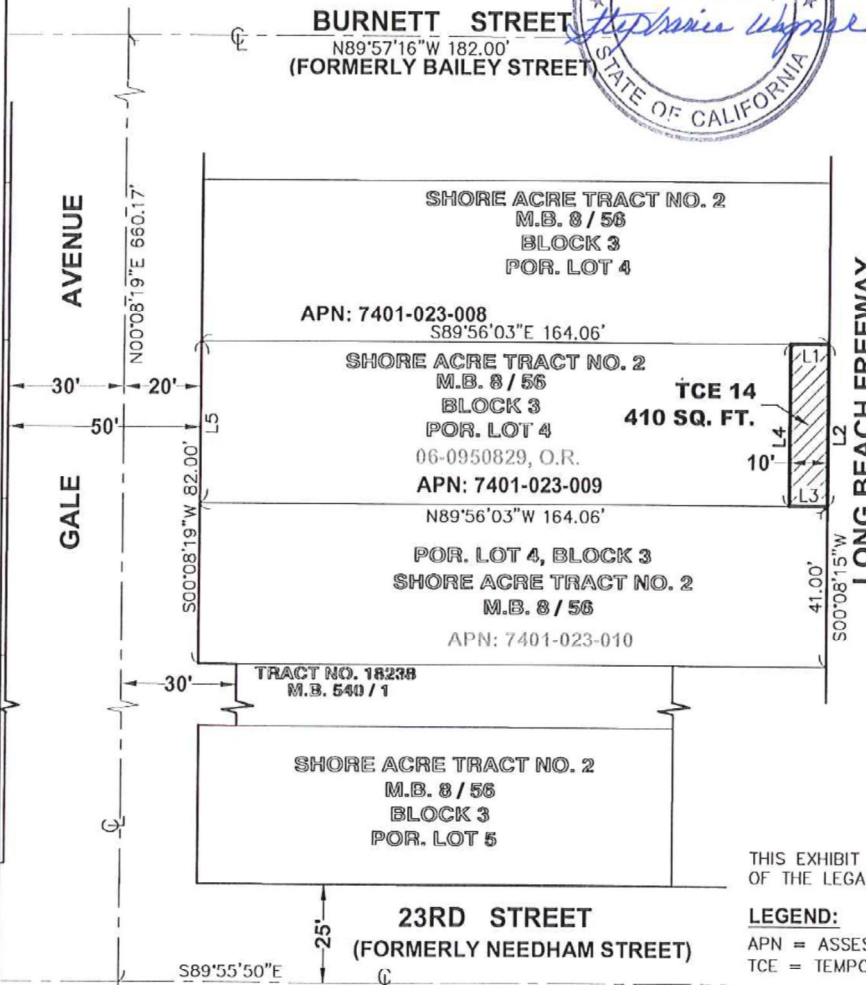 BURNETT STREET
N89°57'16"W 182.00'
(FORMERLY BAILEY STREET)
Stephanie Wagner
STATE OF CALIFORNIA
AVENUE
N00°08'19"E 660.17'
SHORE ACRE TRACT NO. 2
M.B. 8 / 56
BLOCK 3
POR. LOT 4
APN: 7401-023-008
S89°56'03"E 164.06'
30'
20'
50'
L5
SHORE ACRE TRACT NO. 2
M.B. 8 / 56
BLOCK 3
POR. LOT 4
06-0950829, O.R.
APN: 7401-023-009
TCE 14
410 SQ. FT.
L1
L4
L2
10'
L3
LONG BEACH FREEWAY
GALE
S00°08'19"W 82.00'
N89°56'03"W 164.06'
POR. LOT 4, BLOCK 3
SHORE ACRE TRACT NO. 2
M.B. 8 / 56
APN: 7401-023-010
41.00'
S00°08'15"W
30'
TRACT NO. 18238
M.B. 540 / 1
SHORE ACRE TRACT NO. 2
M.B. 8 / 56
BLOCK 3
POR. LOT 5
THIS EXHIBIT
OF THE LEGA
25'
23RD STREET
(FORMERLY NEEDHAM STREET)
LEGEND:
APN = ASSES
TCE = TEMPO
S89°55'50"E